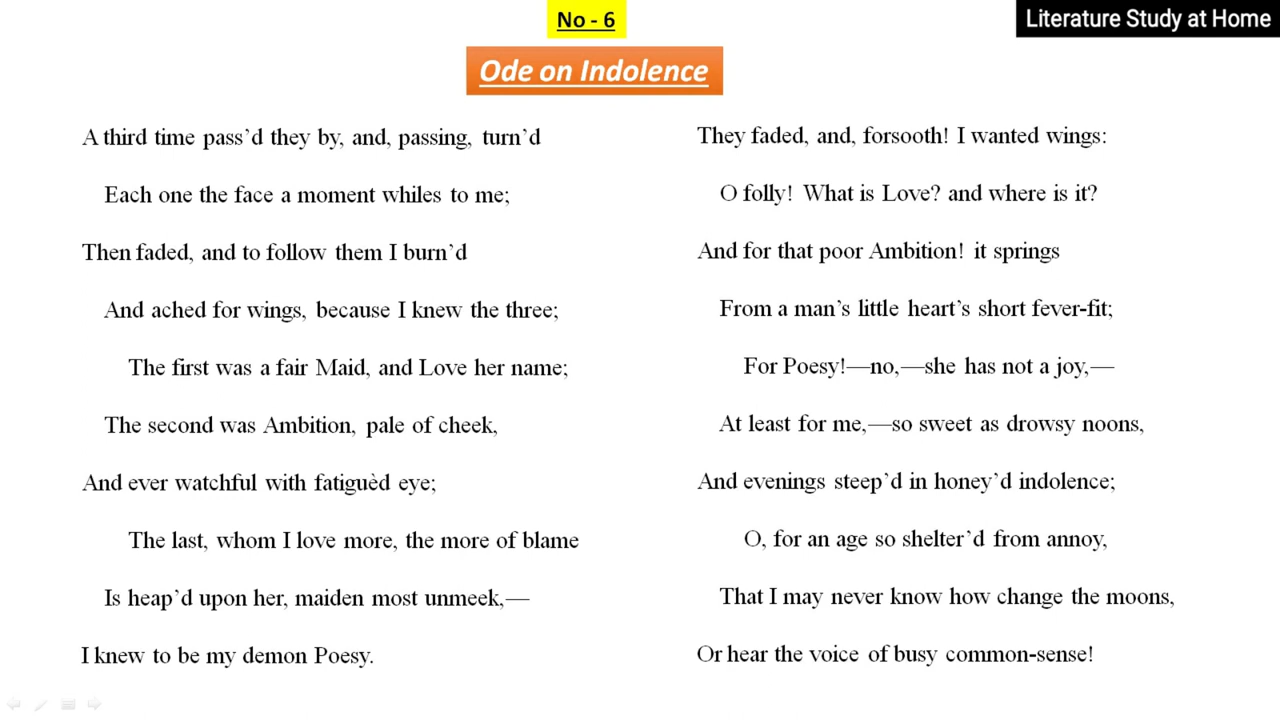 No - 6
Literature Study at Home
Ode on Indolence
A third time pass’d they by, and, passing, turn’d
Each one the face a moment whiles to me;
Then faded, and to follow them I burn’d
And ached for wings, because I knew the three;
The first was a fair Maid, and Love her name;
The second was Ambition, pale of cheek,
And ever watchful with fatiguèd eye;
The last, whom I love more, the more of blame
Is heap’d upon her, maiden most unmeek,—
I knew to be my demon Poesy.
They faded, and, forsooth! I wanted wings:
O folly! What is Love? and where is it?
And for that poor Ambition! it springs
From a man’s little heart’s short fever-fit;
For Poesy!—no,—she has not a joy,—
At least for me,—so sweet as drowsy noons,
And evenings steep’d in honey’d indolence;
O, for an age so shelter’d from annoy,
That I may never know how change the moons,
Or hear the voice of busy common-sense!